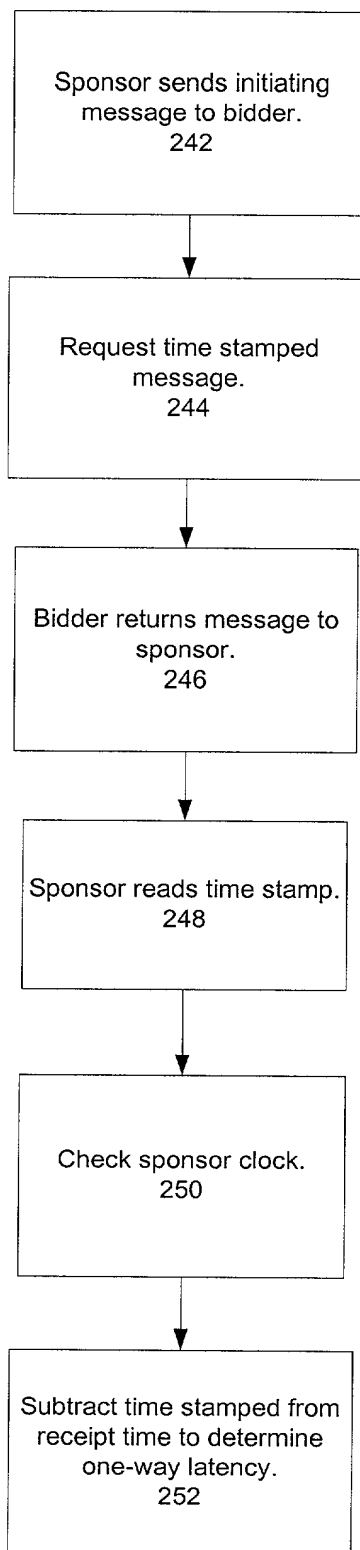 Sponsor sends initiating
message to bidder.
242
Request time stamped
message.
244
Bidder returns message to
sponsor.
246
Sponsor reads time stamp.
248
Check sponsor clock.
250
Subtract time stamped from
receipt time to determine
one-way latency.
252